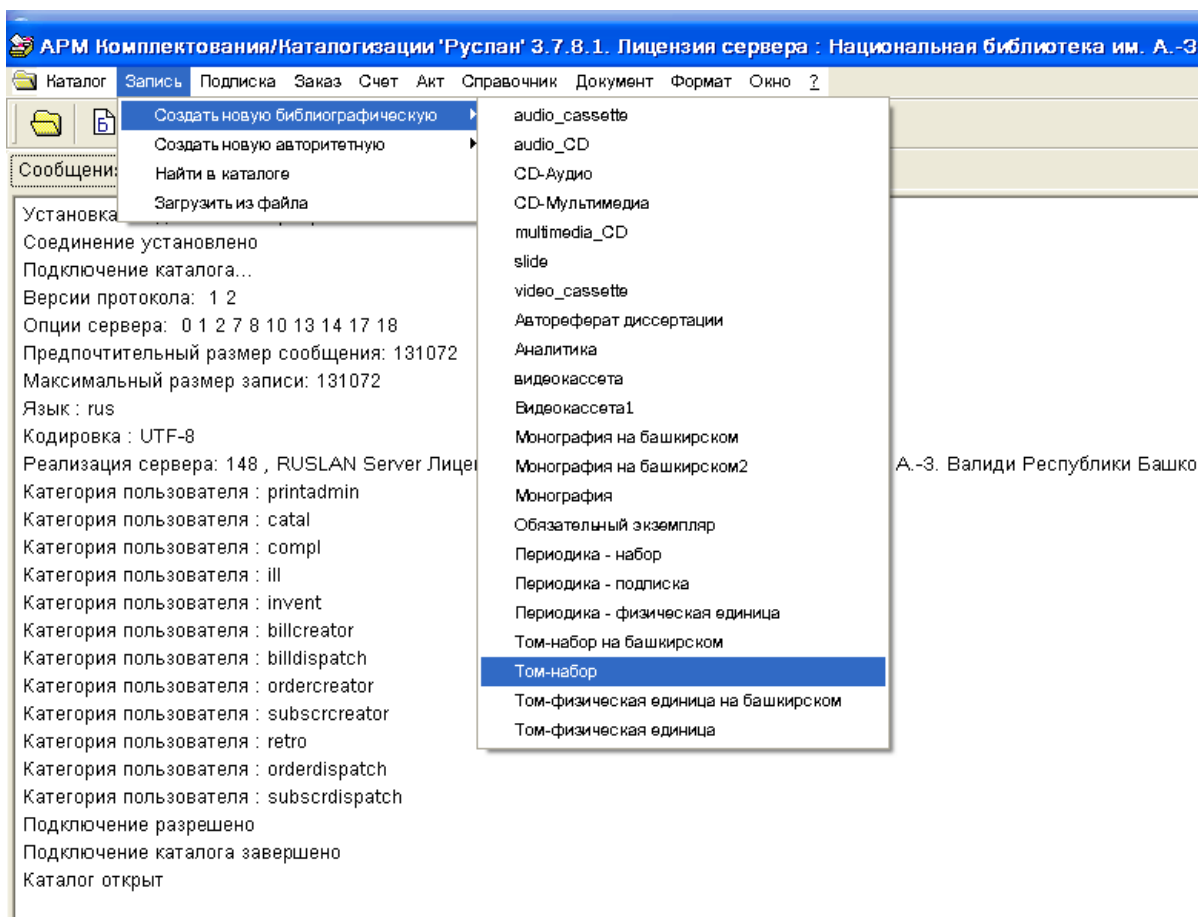 АРМ Комплектования/Каталогизации 'Руслан' 3.7.8.1. Лицензия сервера : Национальная библиотека им. А.-З
Каталог Запись Подписка Заказ Счет Акт Справочник Документ Формат Окно ?
Б
Сообщени
Создать новую библиографическую
Создать новую авторитетную
Найти в каталоге
Загрузить из файла
audio_cassette
audio_CD
CD-Аудио
CD-Мультимедиа
multimedia_CD
slide
video_cassette
Автореферат диссертации
Аналитика
видеокассета
Видеокассета1
Монография на башкирском
Монография на башкирском2
Монография
Обязательный экземпляр
Периодика - набор
Периодика - подписка
Периодика - физическая единица
Том-набор на башкирском
Том-набор
Том-физическая единица на башкирском
Том-физическая единица
Установка
Соединение установлено
Подключение каталога...
Версии протокола: 1 2
Опции сервера: 0 1 2 7 8 10 13 14 17 18
Предпочтительный размер сообщения: 131072
Максимальный размер записи: 131072
Язык : rus
Кодировка : UTF-8
Реализация сервера: 148 , RUSLAN Server Лице А.-З. Валиди Республики Башко
Категория пользователя : printadmin
Категория пользователя : catal
Категория пользователя : compl
Категория пользователя : ill
Категория пользователя : invent
Категория пользователя : billcreator
Категория пользователя : billdispatch
Категория пользователя : ordercreator
Категория пользователя : subscrcreator
Категория пользователя : retro
Категория пользователя : orderdispatch
Категория пользователя : subscrdispatch
Подключение разрешено
Подключение каталога завершено
Каталог открыт